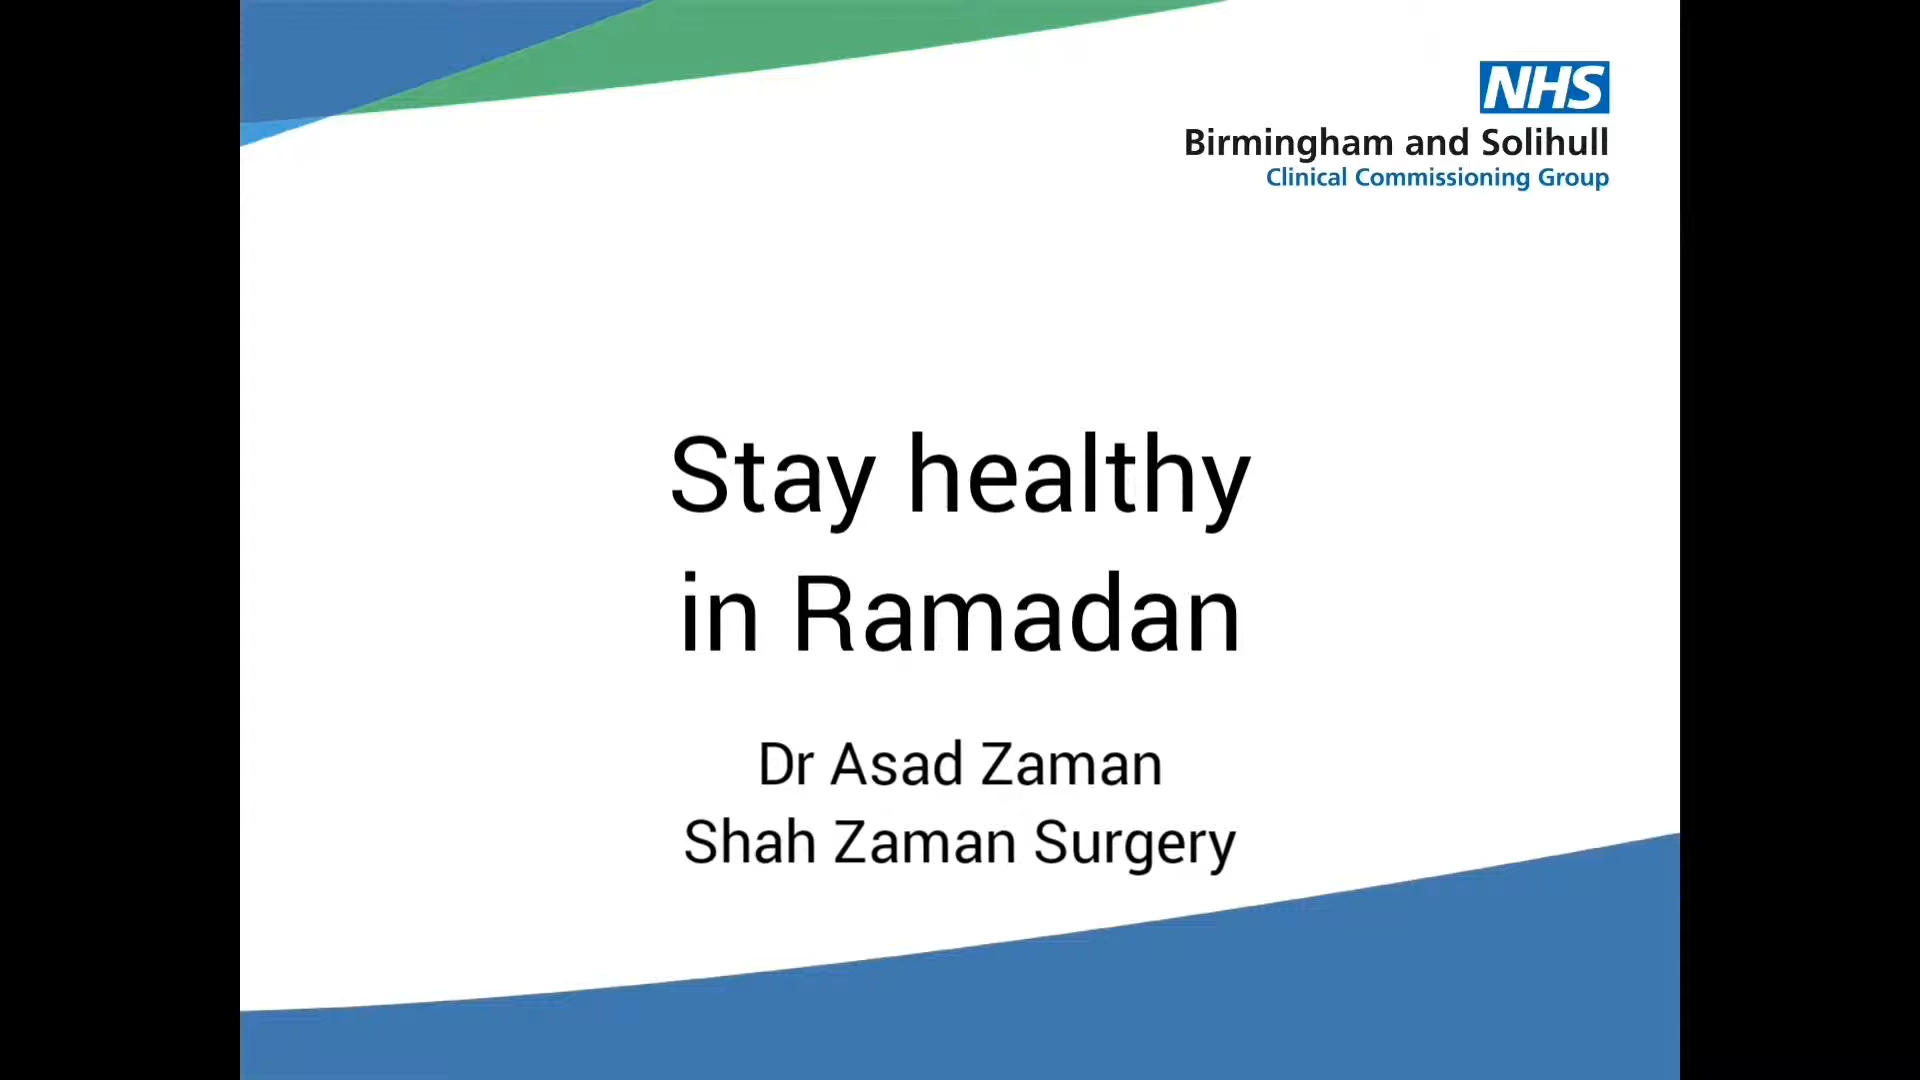 NHS
Birmingham and Solihull
Clinical Commissioning Group
Stay healthy
in Ramadan
Dr Asad Zaman
Shah Zaman Surgery